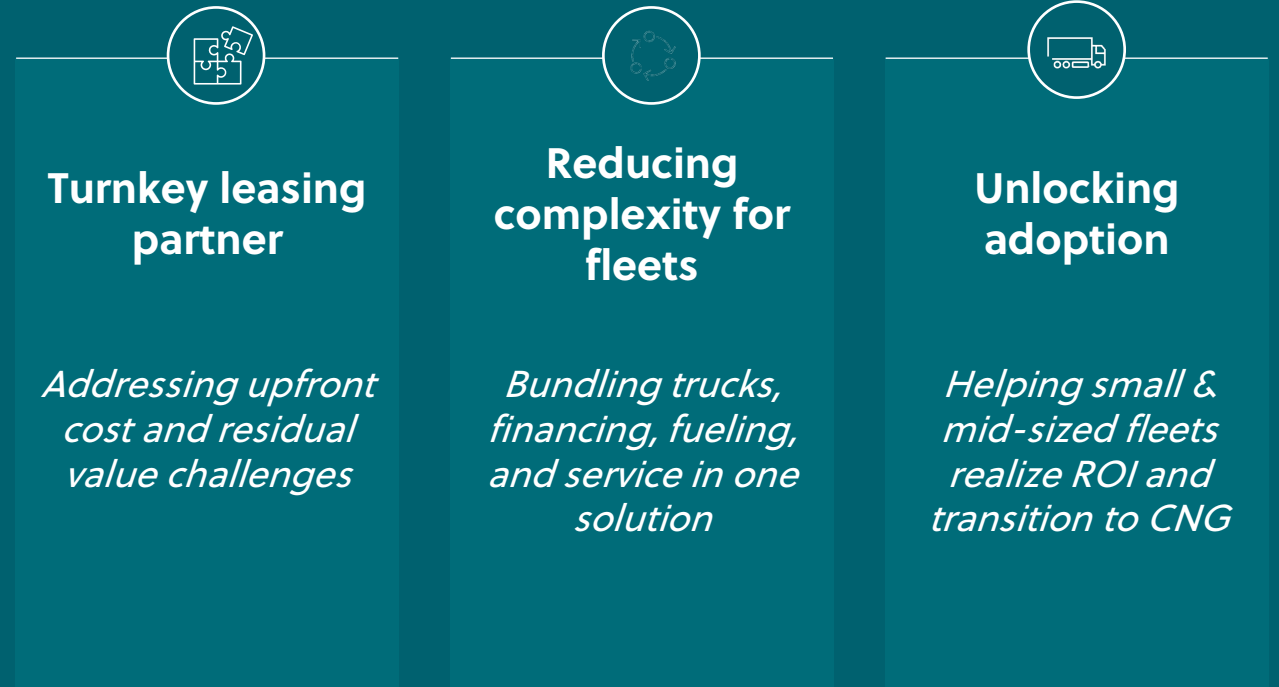 Turnkey leasing
partner
Addressing upfront
cost and residual
value challenges
Reducing
complexity for
fleets
Bundling trucks,
financing, fueling,
and service in one
solution
Unlocking
adoption
Helping small &
mid-sized fleets
realize ROI and
transition to CNG